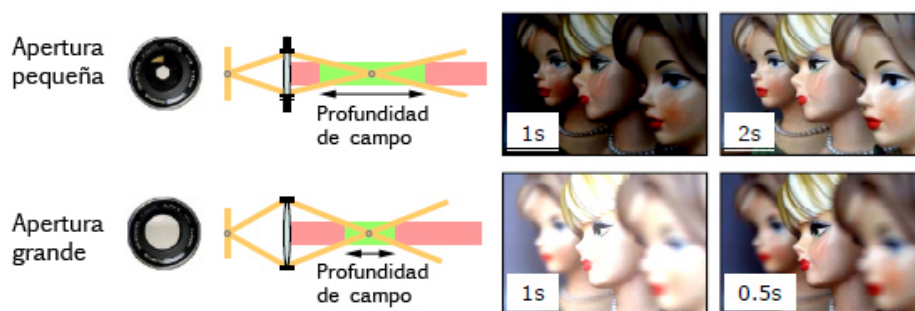 Apertura
pequeña
Profundidad
de campo
1s
2s
Apertura
grande
Profundidad
de campo
1s
0.5s